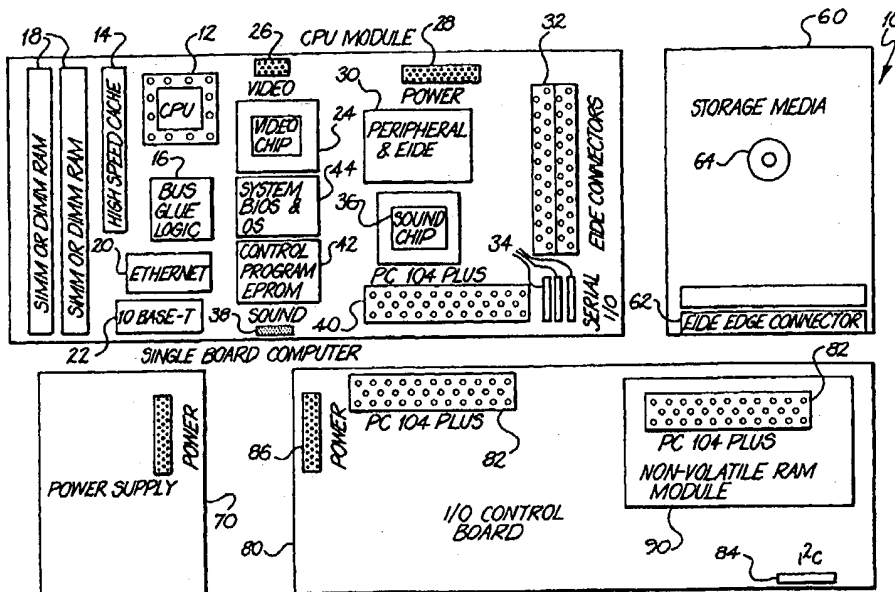 18
14
12
26
CPU MODULE
28
32
60
10
SIMM OR DIMM RAM
SIMM OR DIMM RAM
HIGH SPEED CACHE
CPU
VIDEO
VIDEO CHIP
24
30
POWER
PERIPHERAL & EIDE
EIDE CONNECTORS
STORAGE MEDIA
64
16
BUS GLUE LOGIC
SYSTEM BIOS & OS
44
36
SOUND CHIP
20
ETHERNET
CONTROL PROGRAM EPROM
42
PC 104 PLUS
34
SERIAL I/O
22
10 BASE-T
SOUND
38
40
62
EIDE EDGE CONNECTOR
SINGLE BOARD COMPUTER
POWER SUPPLY
POWER
70
86
POWER
PC 104 PLUS
82
82
PC 104 PLUS
NON-VOLATILE RAM MODULE
90
80
I/O CONTROL BOARD
84
I²C